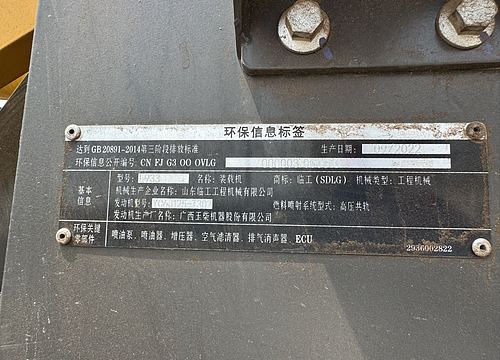 环保信息标签
达到GB20891-2014第三阶段排放标准 生产日期: 09/2022
环保信息公开编号: CN FJ G3 OO OVLG
基本信息
型号: 名称: 装载机 商标: 临工(SDLG) 机械类型: 工程机械
机械生产企业名称: 山东临工工程机械有限公司
发动机型号: 燃料喷射系统型式: 高压共轨
发动机生产厂名称: 广西玉柴机器股份有限公司
环保关键零部件
喷油泵、喷油器、增压器、空气滤清器、排气消声器、ECU
2936002822